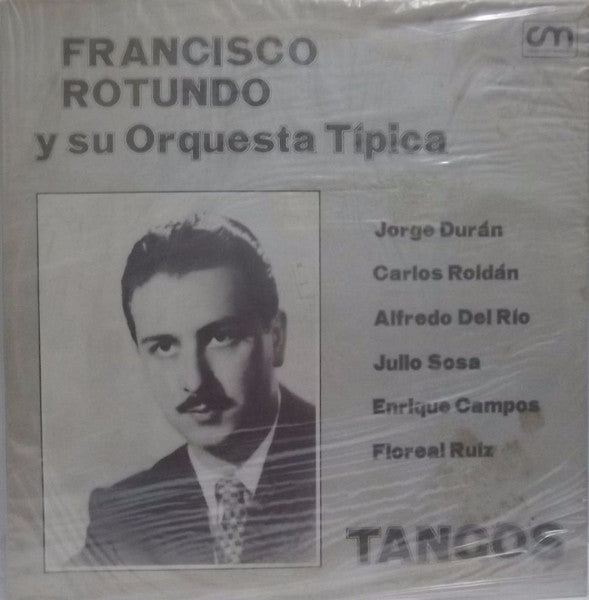 cm
FRANCISCO
ROTUNDO
y su Orquesta Típica
Jorge Durán
Carlos Roldán
Alfredo Del Río
Julio Sosa
Enrique Campos
Floreal Ruiz
TANGOS